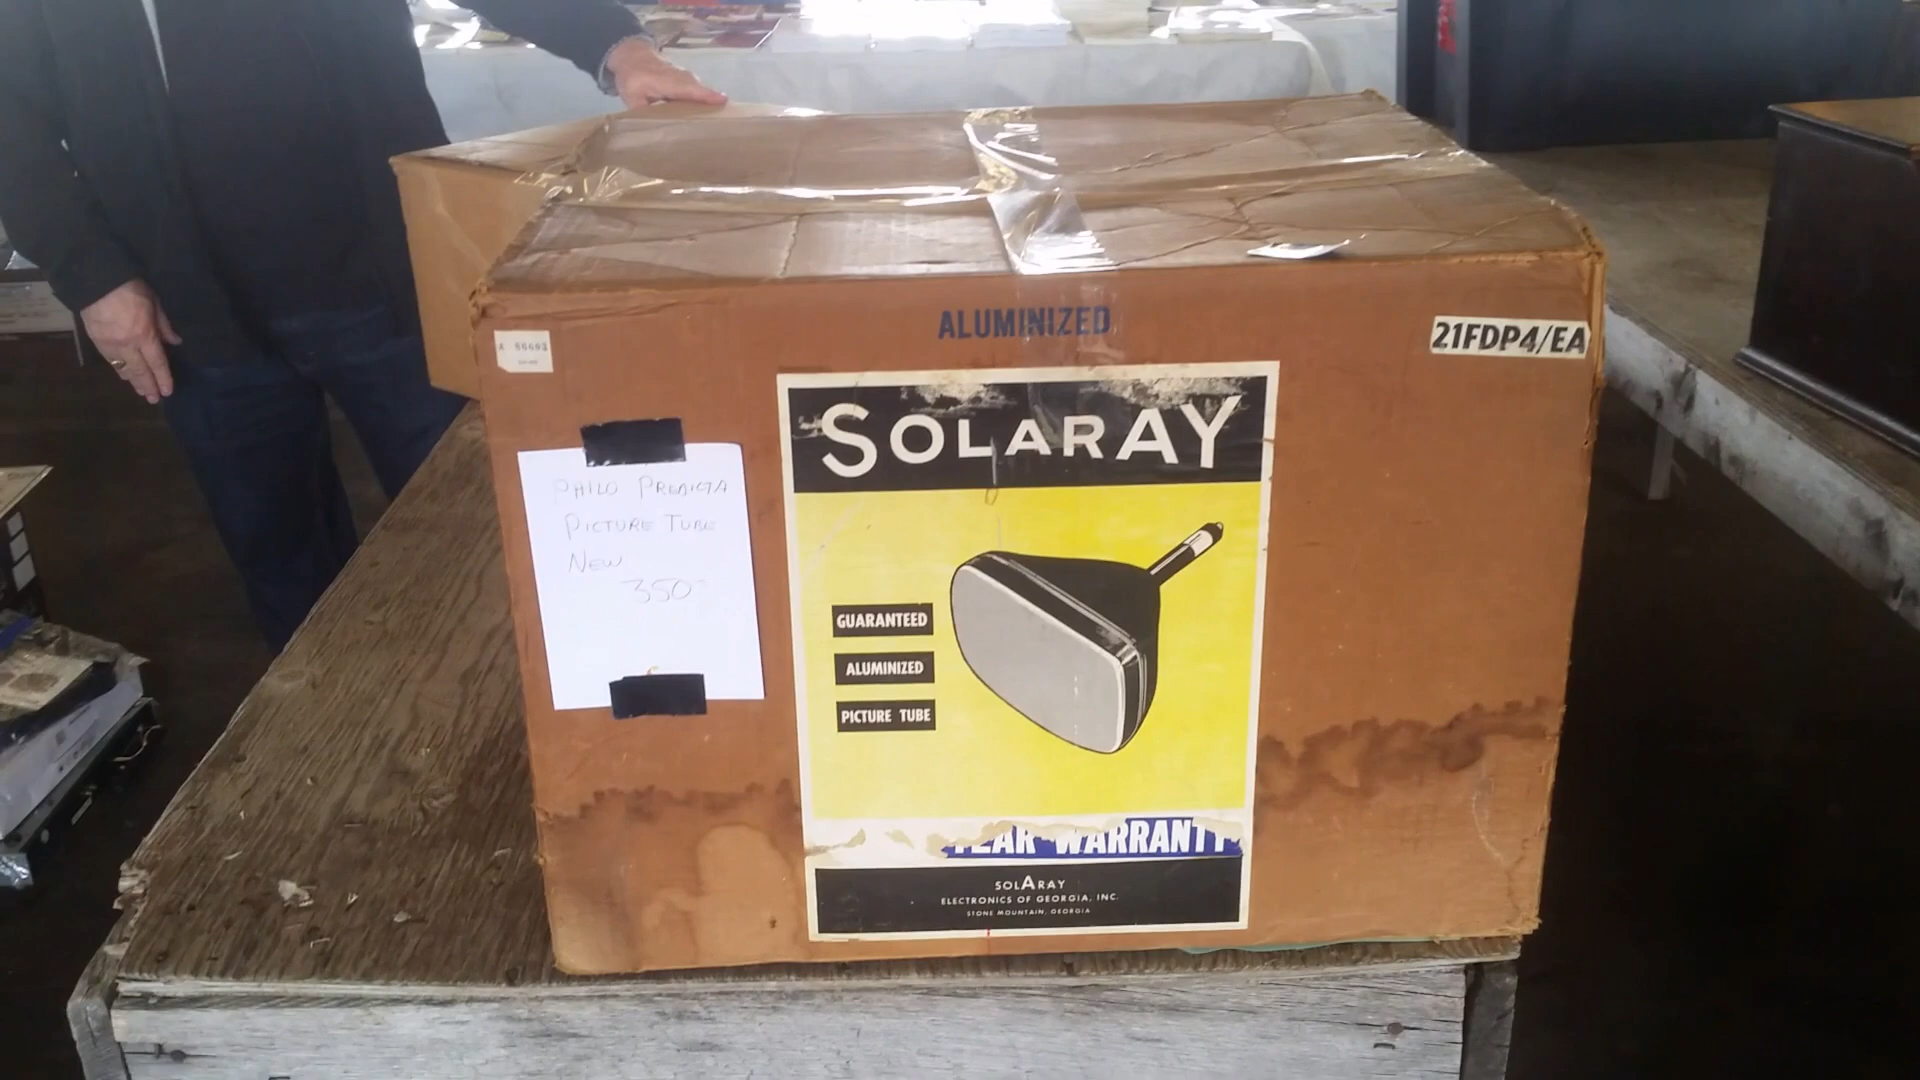 ALUMINIZED
21FDP4/EA
A 86693
PHILO PREDICTA
PICTURE TUBE
NEW
350
SOLARAY
GUARANTEED
ALUMINIZED
PICTURE TUBE
YEAR WARRANTY
SOLARAY
ELECTRONICS OF GEORGIA, INC.
STONE MOUNTAIN, GEORGIA